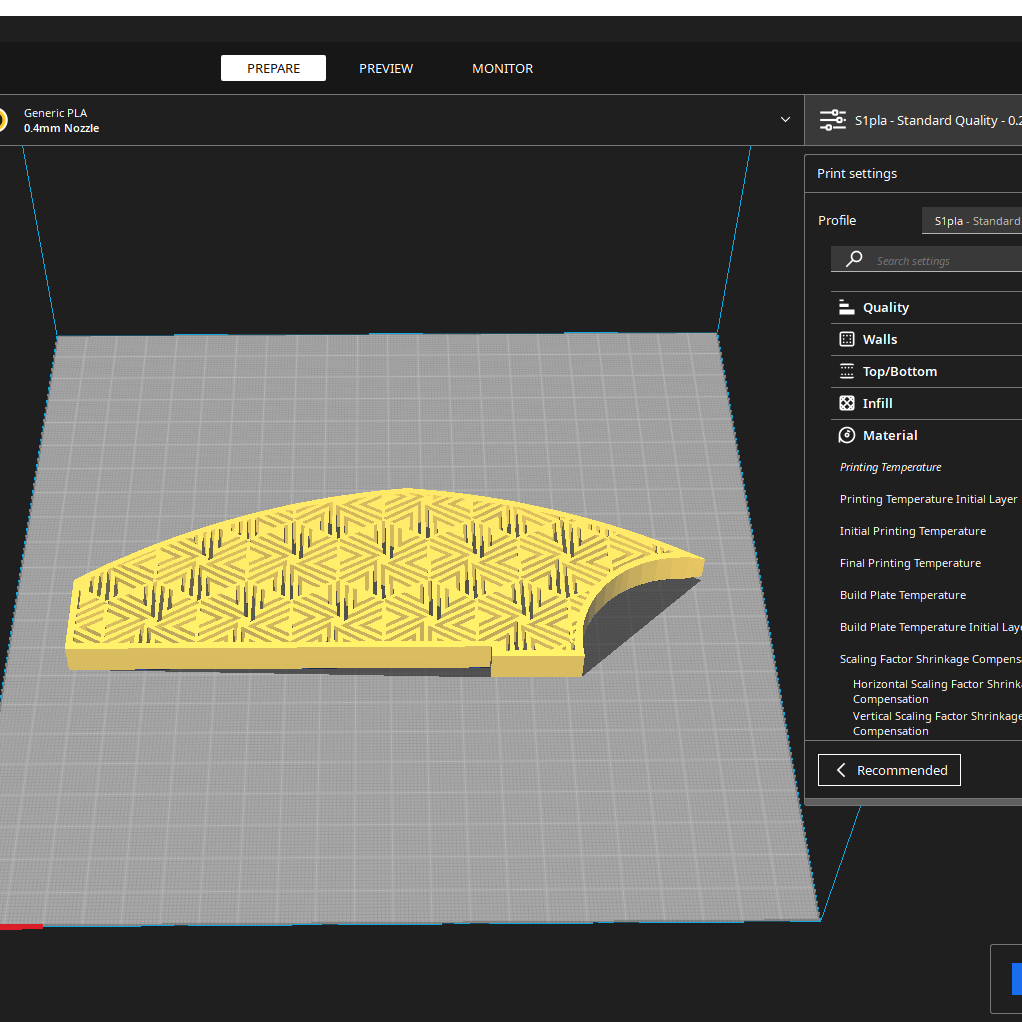 PREPARE
PREVIEW
MONITOR
Generic PLA
0.4mm Nozzle
S1pla - Standard Quality - 0.2
Print settings
Profile
S1pla - Standard
Search settings
Quality
Walls
Top/Bottom
Infill
Material
Printing Temperature
Printing Temperature Initial Layer
Initial Printing Temperature
Final Printing Temperature
Build Plate Temperature
Build Plate Temperature Initial Laye
Scaling Factor Shrinkage Compens
Horizontal Scaling Factor Shrink
Compensation
Vertical Scaling Factor Shrinkage
Compensation
Recommended